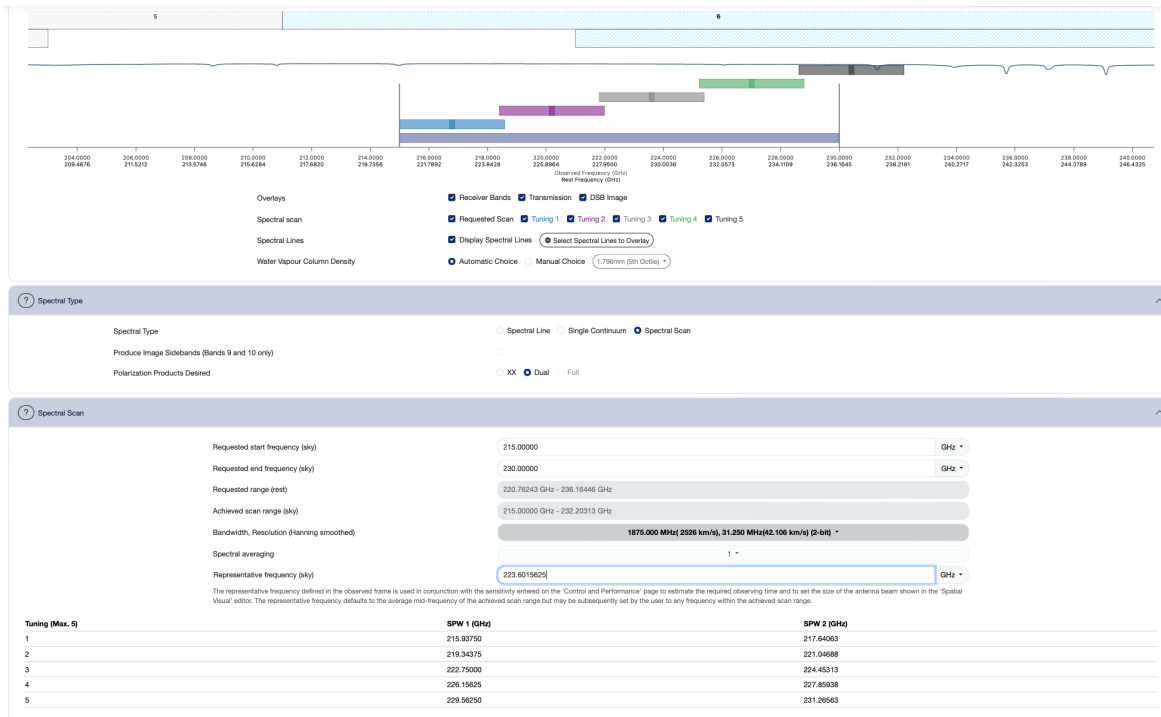 5 6
204.0000 206.0000 208.0000 210.0000 212.0000 214.0000 216.0000 218.0000 220.0000 222.0000 224.0000 226.0000 228.0000 230.0000 232.0000 234.0000 236.0000 238.0000 240.0000
209.4676 211.5212 213.5748 215.6284 217.6820 219.7356 221.7892 223.8428 225.8964 227.9500 230.0036 232.0573 234.1109 236.1645 238.2181 240.2717 242.3253 244.3789 246.4325
Observed Frequency (GHz)
Rest Frequency (GHz)
Overlays Receiver Bands Transmission DSB Image
Spectral scan Requested Scan Tuning 1 Tuning 2 Tuning 3 Tuning 4 Tuning 5
Spectral Lines Display Spectral Lines Select Spectral Lines to Overlay
Water Vapour Column Density Automatic Choice Manual Choice 1.796mm (5th Octile)
? Spectral Type
Spectral Type Spectral Line Single Continuum Spectral Scan
Produce Image Sidebands (Bands 9 and 10 only)
Polarization Products Desired XX Dual Full
? Spectral Scan
Requested start frequency (sky) 215.00000 GHz
Requested end frequency (sky) 230.00000 GHz
Requested range (rest) 220.76243 GHz - 236.16446 GHz
Achieved scan range (sky) 215.00000 GHz - 232.20313 GHz
Bandwidth, Resolution (Hanning smoothed) 1875.000 MHz( 2526 km/s), 31.250 MHz(42.106 km/s) (2-bit)
Spectral averaging 1
Representative frequency (sky) 223.6015625 GHz
The representative frequency defined in the observed frame is used in conjunction with the sensitivity entered on the 'Control and Performance' page to estimate the required observing time and to set the size of the antenna beam shown in the 'Spatial
Visual' editor. The representative frequency defaults to the average mid-frequency of the achieved scan range but may be subsequently set by the user to any frequency within the achieved scan range.
Tuning (Max. 5) SPW 1 (GHz) SPW 2 (GHz)
1 215.93750 217.64063
2 219.34375 221.04688
3 222.75000 224.45313
4 226.15625 227.85938
5 229.56250 231.26563